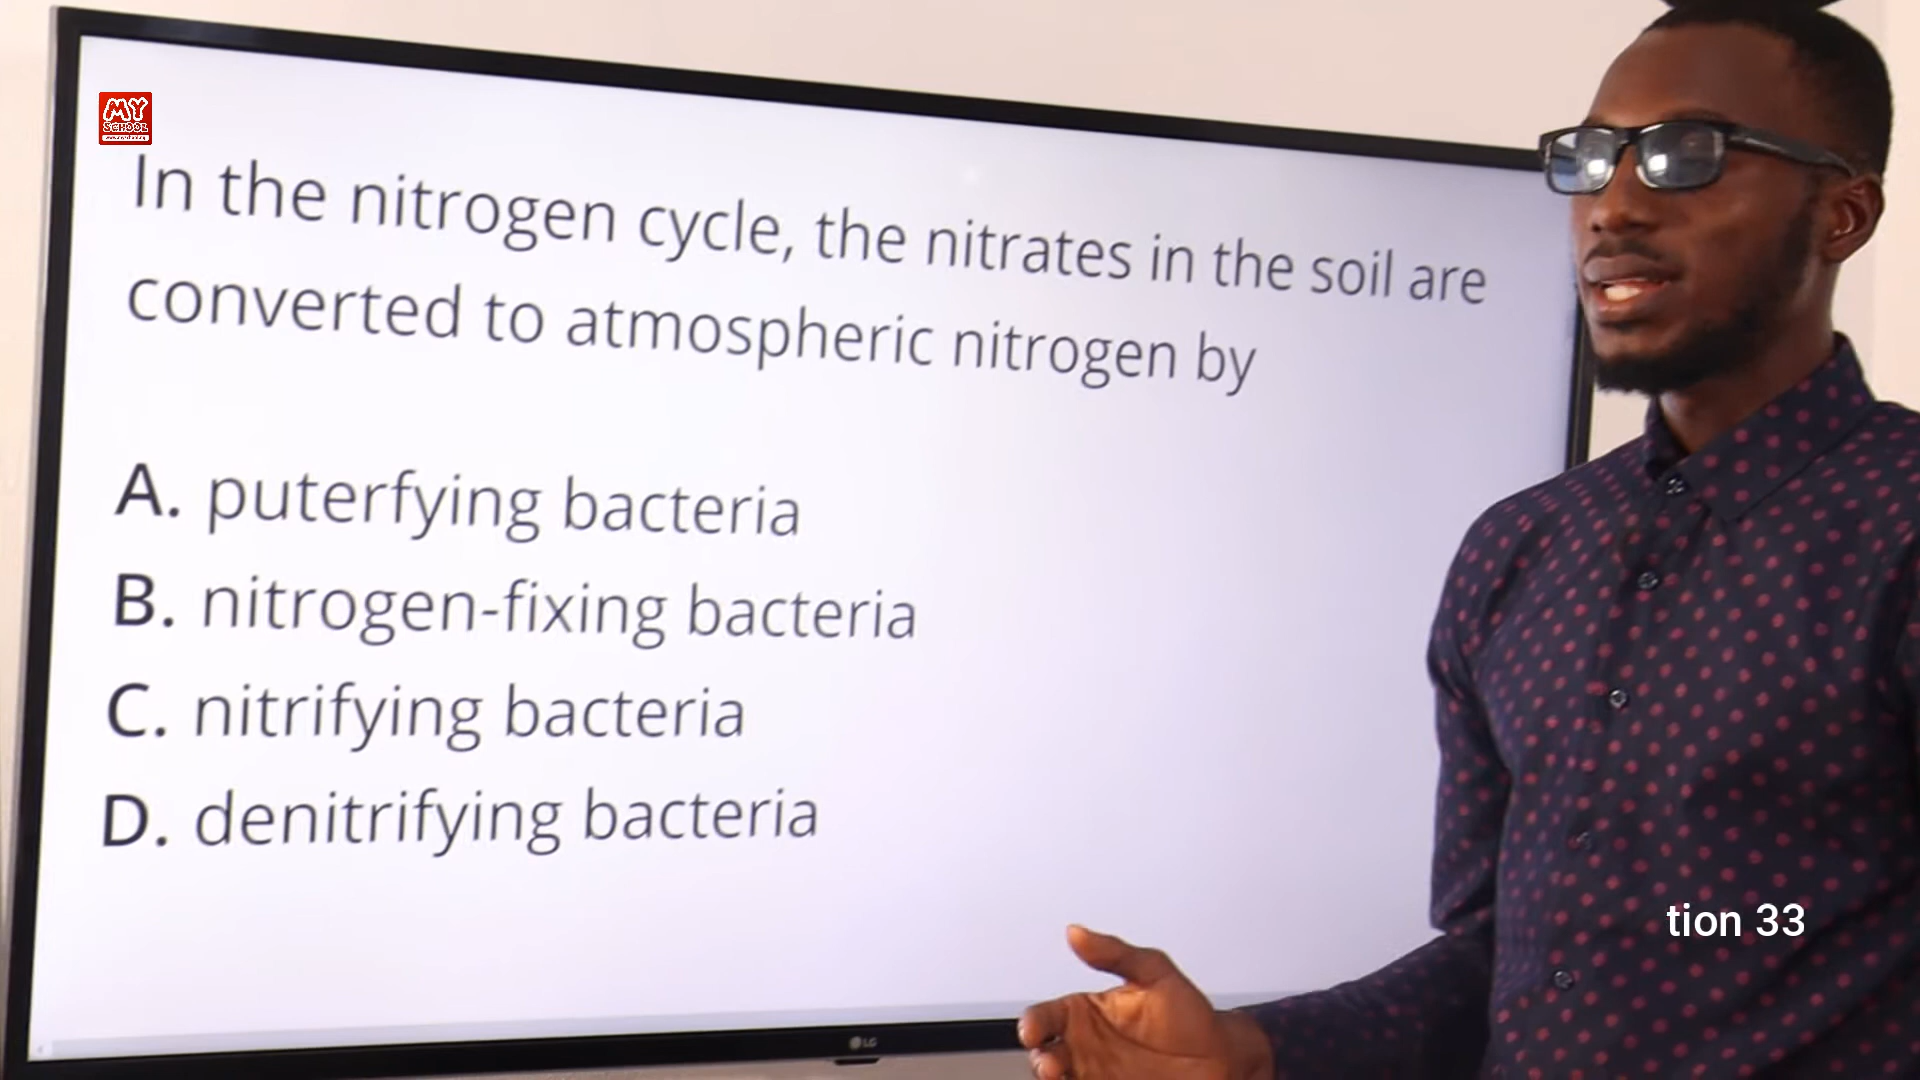 MY
SCHOOL
In the nitrogen cycle, the nitrates in the soil are
converted to atmospheric nitrogen by
A. puterfying bacteria
B. nitrogen-fixing bacteria
C. nitrifying bacteria
D. denitrifying bacteria
tion 33
LG